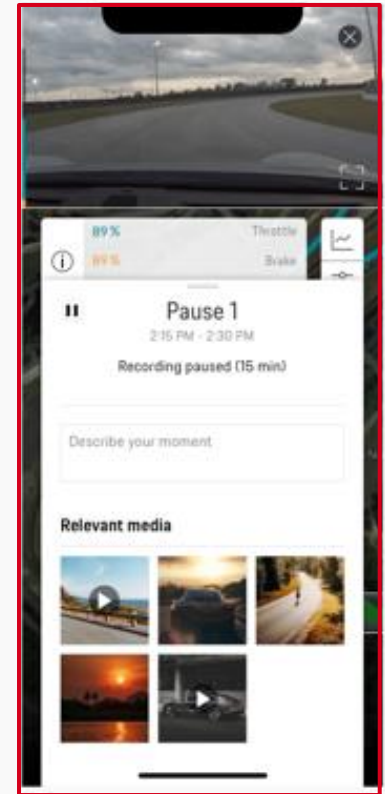 89% Throttle
89% Brake
Pause 1
2:15 PM - 2:30 PM
Recording paused (15 min)
Describe your moment
Relevant media